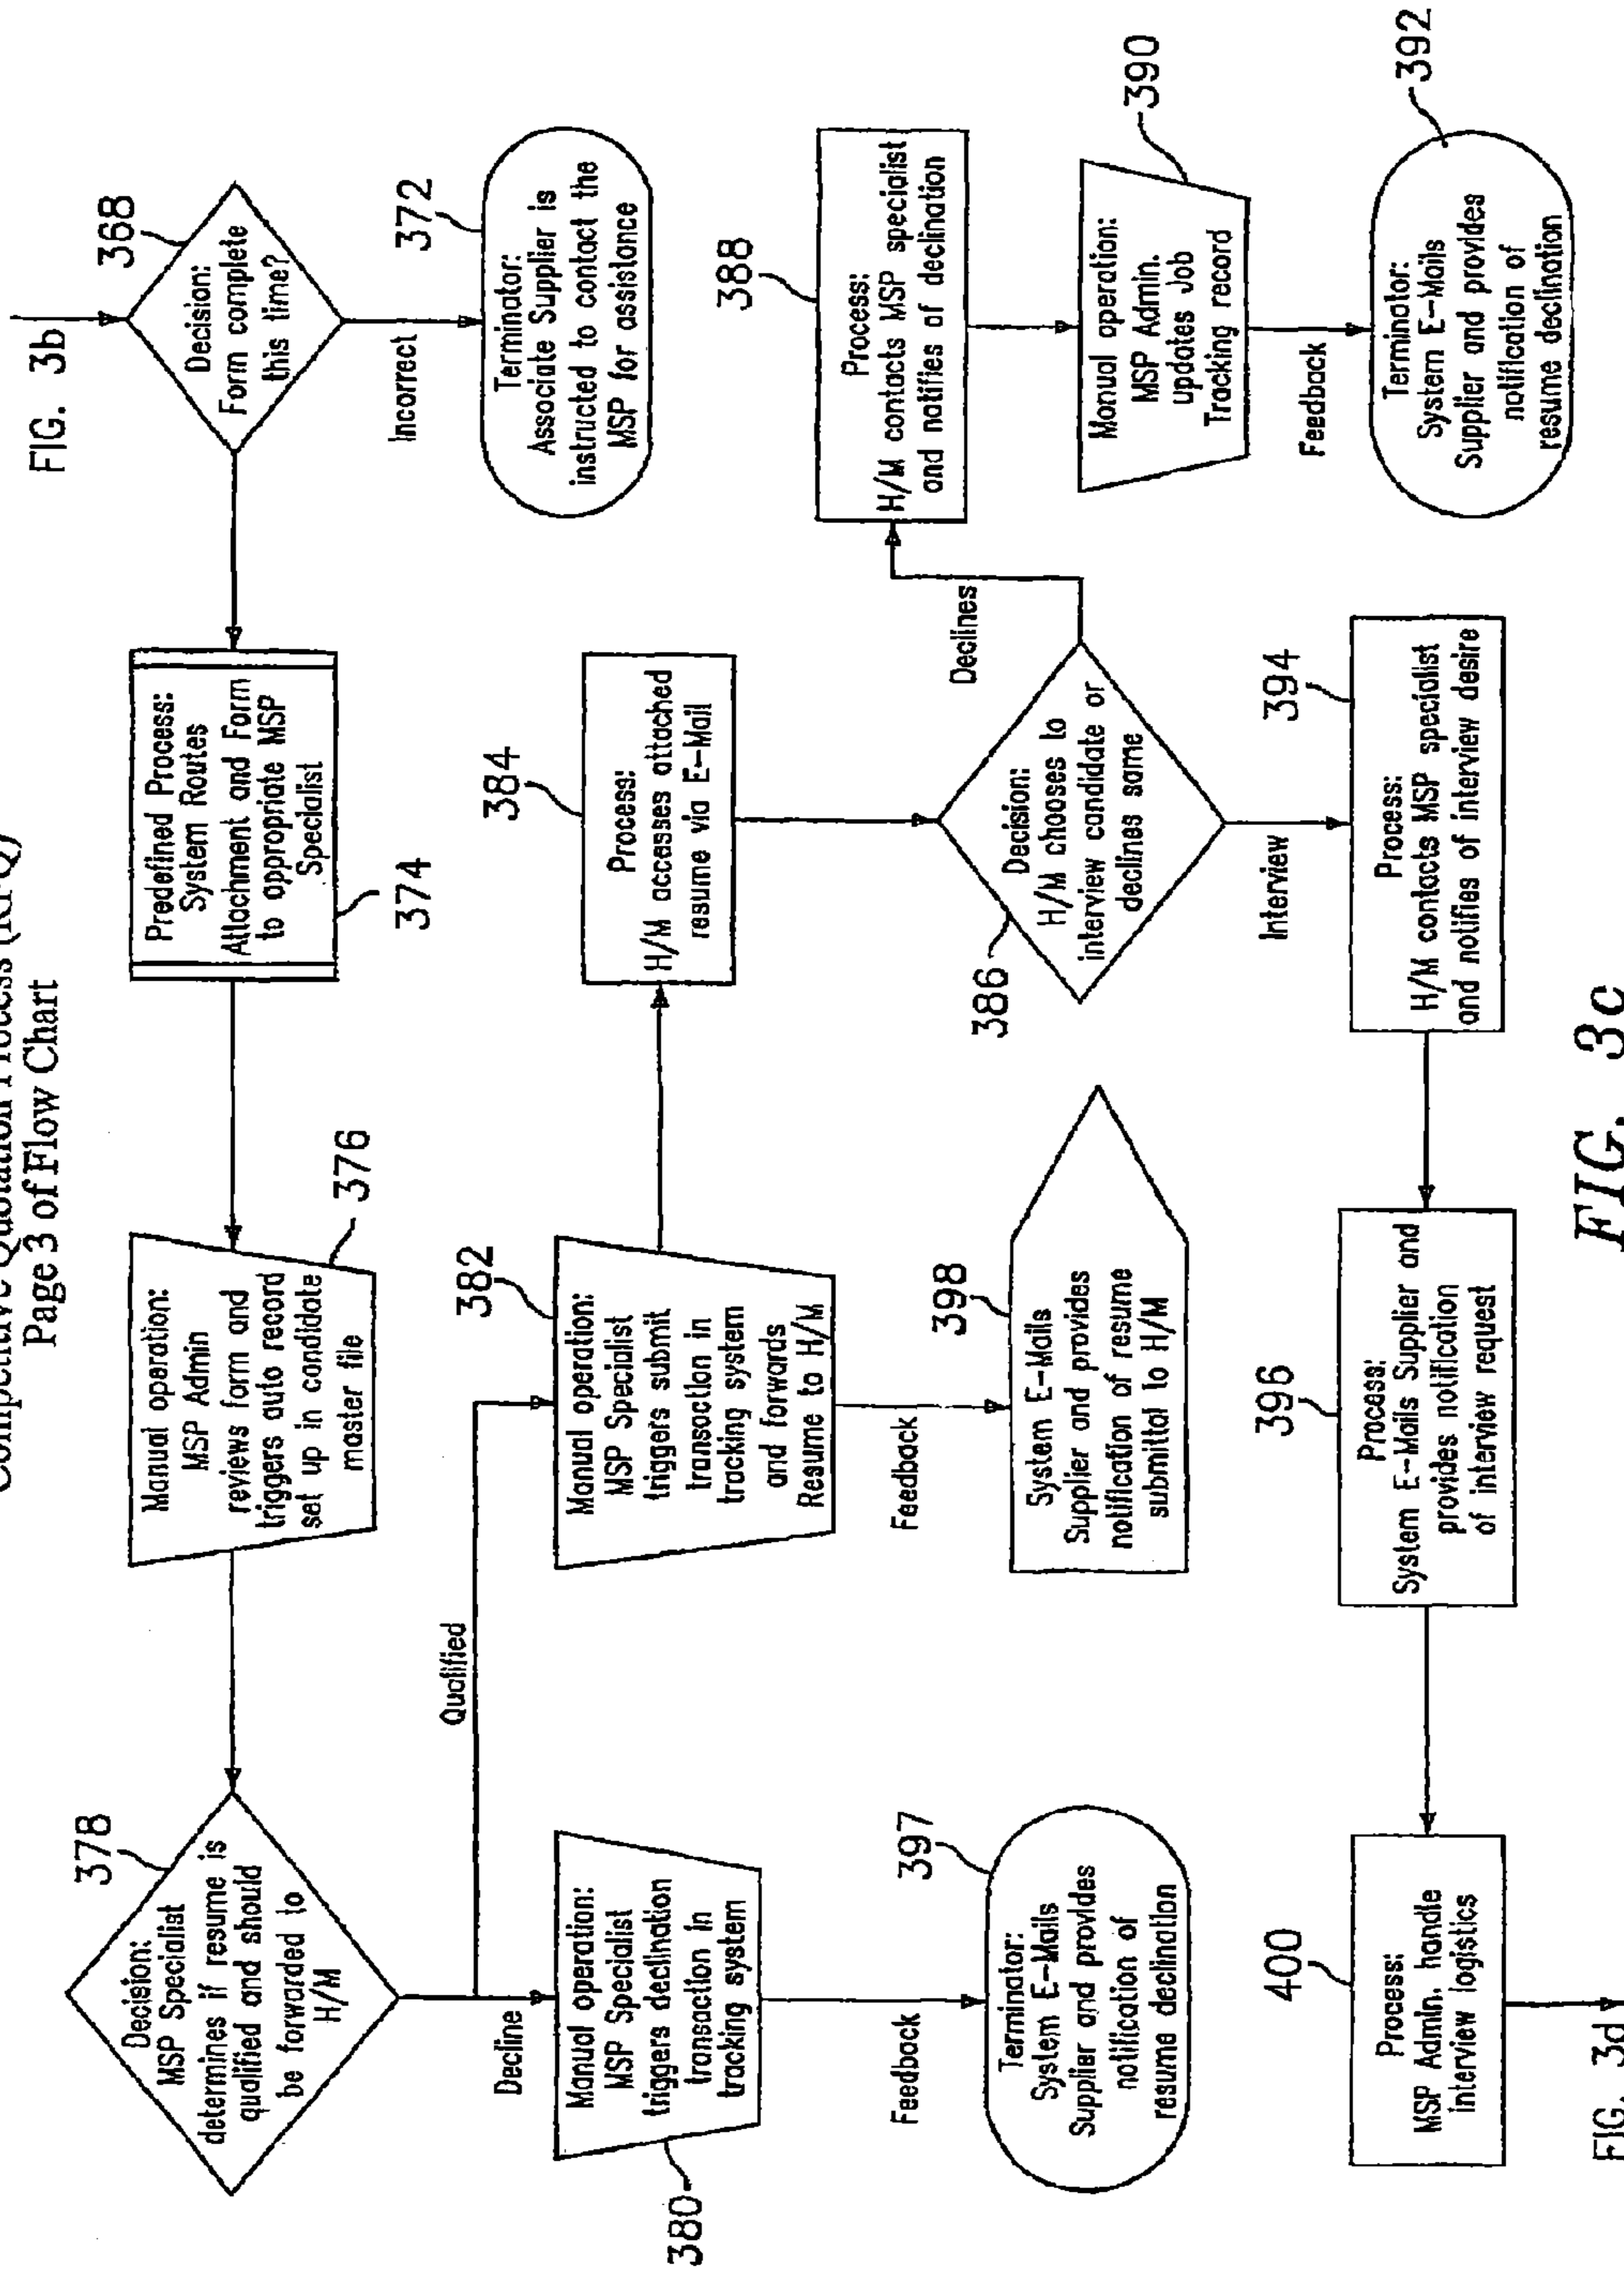 Competitive Quotation Process (RFQ)
Page 3 of Flow Chart
FIG. 3b
368
Decision:
Form complete
this time?
Incorrect
372
Terminator:
Associate Supplier is
instructed to contact the
MSP for assistance
Predefined Process:
System Routes
Attachment and Form
to appropriate MSP
Specialist
374
Manual operation:
MSP Admin
reviews form and
triggers auto record
set up in candidate
master file
376
378
Decision:
MSP Specialist
determines if resume is
qualified and should
be forwarded to
H/M
Qualified
Decline
Manual operation:
MSP Specialist
triggers declination
transaction in
tracking system
380
Feedback
397
Terminator:
System E-Mails
Supplier and provides
notification of
resume declination
382
Manual operation:
MSP Specialist
triggers submit
transaction in
tracking system
and forwards
Resume to H/M
Feedback
398
System E-Mails
Supplier and provides
notification of resume
submittal to H/M
384
Process:
H/M accesses attached
resume via E-Mail
386
Decision:
H/M chooses to
interview candidate or
declines same
Declines
388
Process:
H/M contacts MSP specialist
and notifies of declination
Manual operation:
MSP Admin.
updates Job
Tracking record
390
Feedback
Terminator:
System E-Mails
Supplier and provides
notification of
resume declination
392
Interview
394
Process:
H/M contacts MSP specialist
and notifies of interview desire
396
Process:
System E-Mails Supplier and
provides notification
of interview request
400
Process:
MSP Admin, handle
interview logistics
FIG. 3d
FIG. 3c